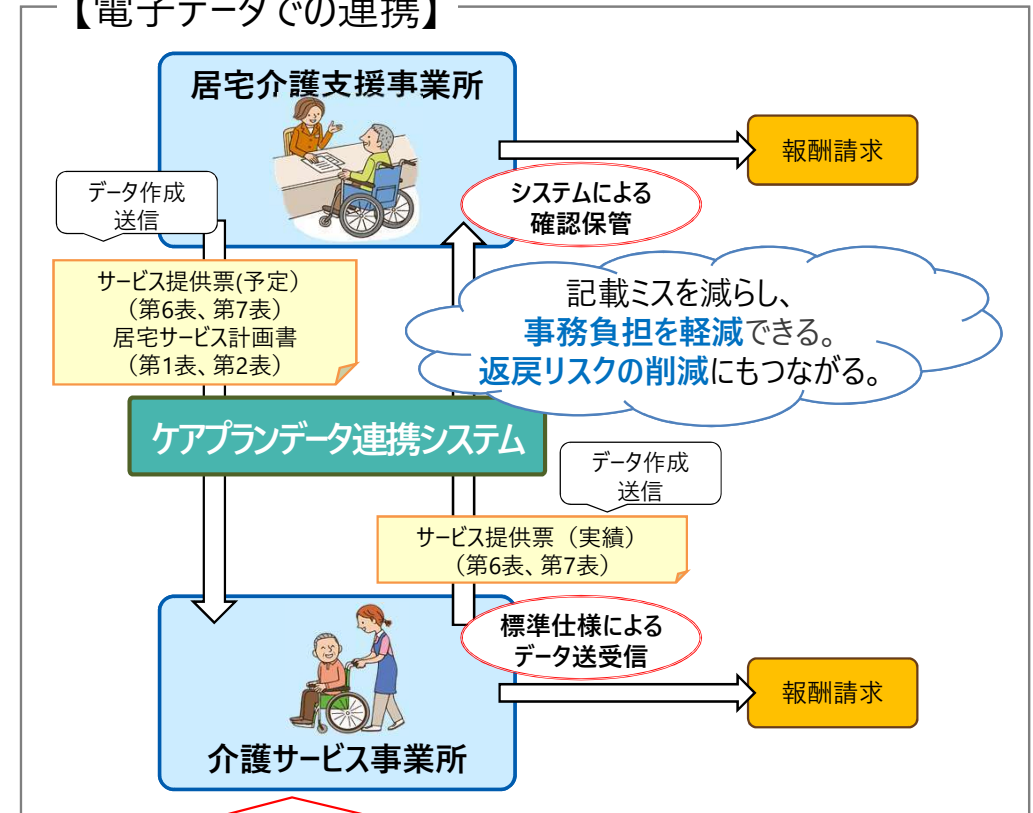 【電子データでの連携】
居宅介護支援事業所
報酬請求
データ作成
送信
システムによる
確認保管
サービス提供票(予定）
（第6表、第7表）
居宅サービス計画書
（第1表、第2表）
記載ミスを減らし、
事務負担を軽減できる。
返戻リスクの削減にもつながる。
ケアプランデータ連携システム
データ作成
送信
サービス提供票（実績）
（第6表、第7表）
標準仕様による
データ送受信
報酬請求
介護サービス事業所